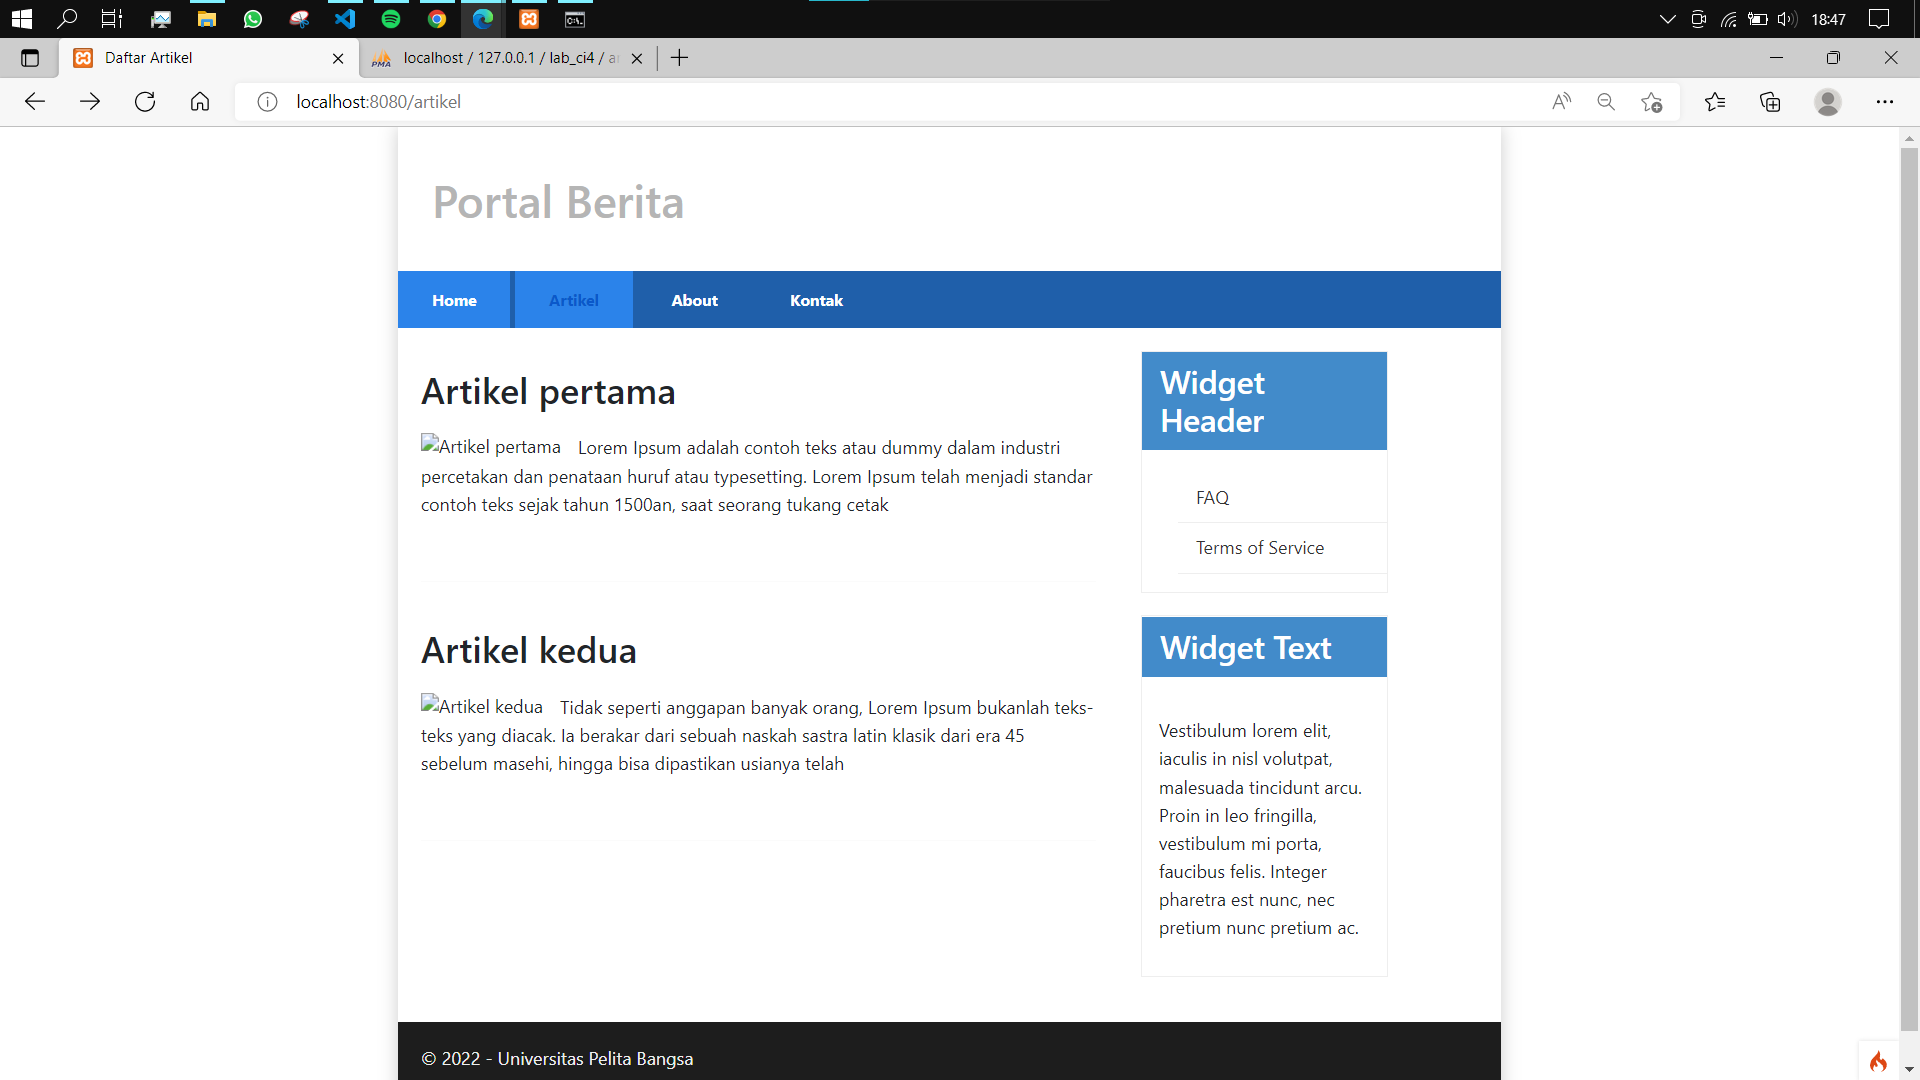 18:47
Daftar Artikel
localhost / 127.0.0.1 / lab_ci4 /
localhost:8080/artikel
Portal Berita
Home
Artikel
About
Kontak
Artikel pertama
Artikel pertama Lorem Ipsum adalah contoh teks atau dummy dalam industri
percetakan dan penataan huruf atau typesetting. Lorem Ipsum telah menjadi standar
contoh teks sejak tahun 1500an, saat seorang tukang cetak
Artikel kedua
Artikel kedua Tidak seperti anggapan banyak orang, Lorem Ipsum bukanlah teks-
teks yang diacak. Ia berakar dari sebuah naskah sastra latin klasik dari era 45
sebelum masehi, hingga bisa dipastikan usianya telah
Widget
Header
FAQ
Terms of Service
Widget Text
Vestibulum lorem elit,
iaculis in nisl volutpat,
malesuada tincidunt arcu.
Proin in leo fringilla,
vestibulum mi porta,
faucibus felis. Integer
pharetra est nunc, nec
pretium nunc pretium ac.
© 2022 - Universitas Pelita Bangsa